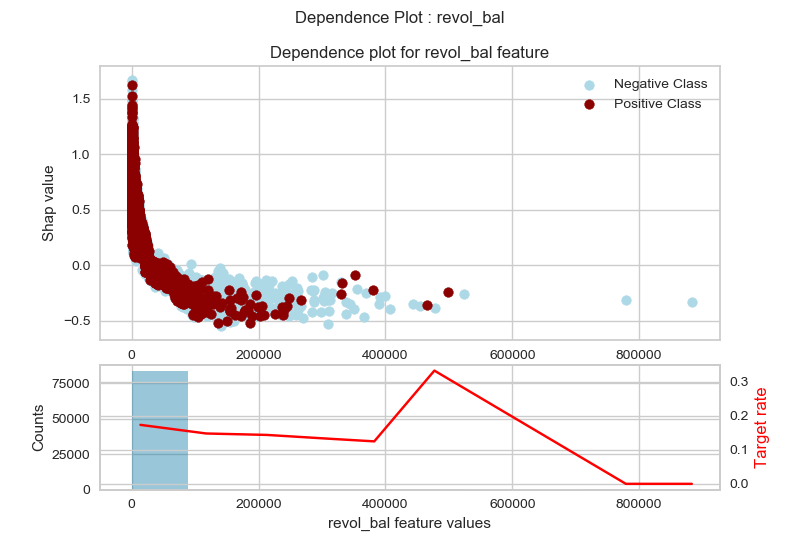 Dependence Plot : revol_bal
Dependence plot for revol_bal feature
Negative Class
Positive Class
Shap value
1.5
1.0
0.5
0.0
−0.5
0 200000 400000 600000 800000
Counts
75000
50000
25000
0
0.3
0.2
0.1
0.0
Target rate
0 200000 400000 600000 800000
revol_bal feature values